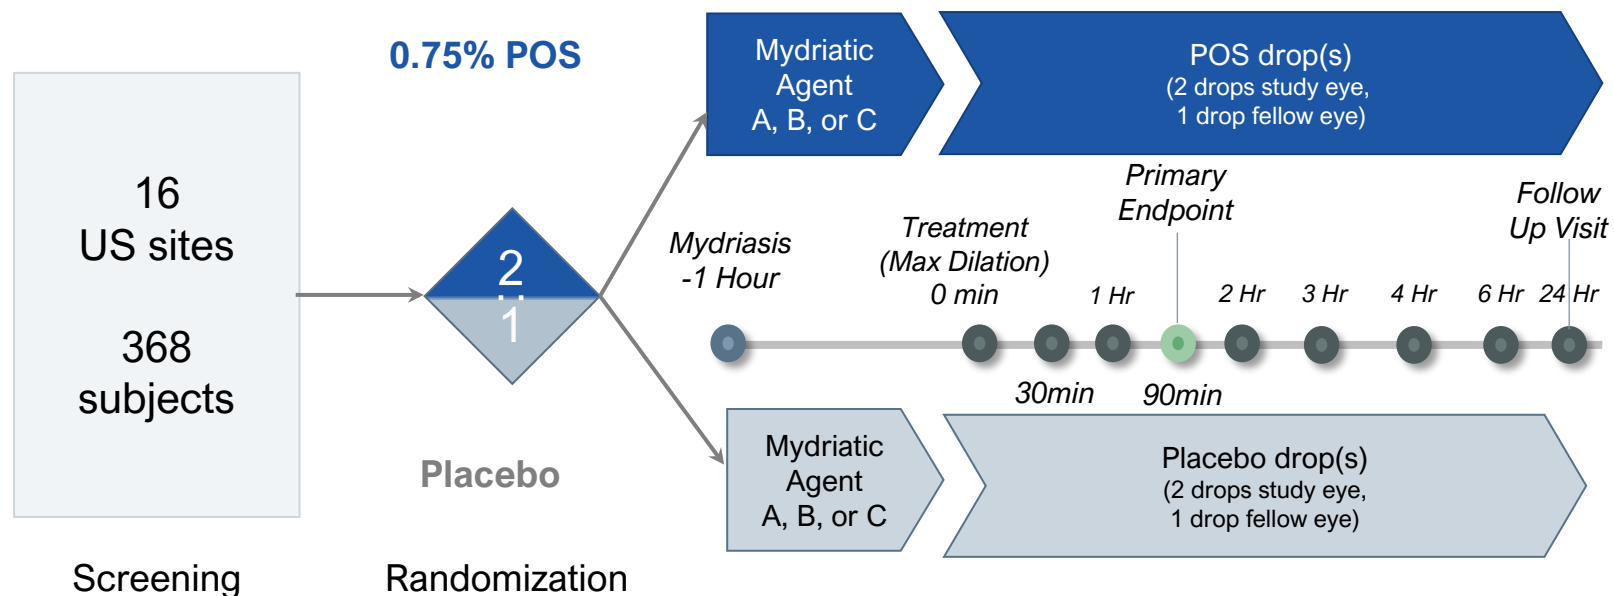 16
US sites
368
subjects
Screening
0.75% POS
2
:
1
Placebo
Randomization
Mydriatic
Agent
A, B, or C
POS drop(s)
(2 drops study eye,
1 drop fellow eye)
Mydriasis
-1 Hour
Treatment
(Max Dilation)
0 min
30min
1 Hr
Primary
Endpoint
90min
2 Hr
3 Hr
4 Hr
6 Hr
24 Hr
Follow
Up Visit
Mydriatic
Agent
A, B, or C
Placebo drop(s)
(2 drops study eye,
1 drop fellow eye)